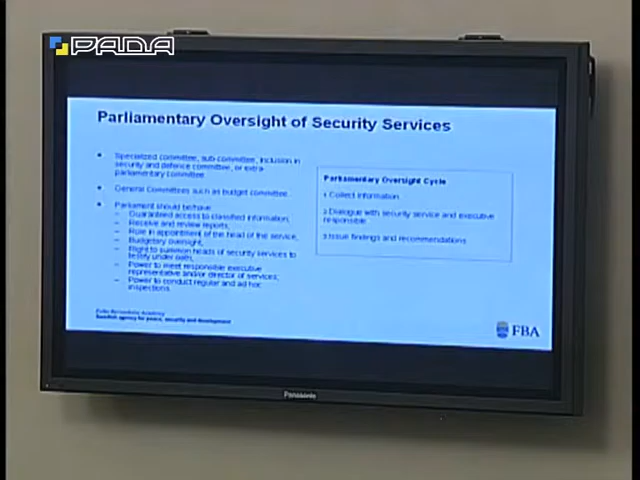 РАДА
Parliamentary Oversight of Security Services
• Specialized committee, sub-committee, inclusion in
security and defence committee, or extra-
parliamentary committee.
• General Committees such as budget committee.
• Parliament should be/have:
– Guaranteed access to classified information;
– Receive and review reports;
– Role in appointment of the head of the service,
– Budgetary oversight,
– Right to summon heads of security services to
testify under oath,
– Power to meet responsible executive
representative and/or director of services;
– Power to conduct regular and ad hoc
inspections.
Parliamentary Oversight Cycle
1 Collect information
2 Dialogue with security service and executive
responsible
3 Issue findings and recommendations
Folke Bernadotte Academy
Swedish agency for peace, security and development
FBA
Panasonic